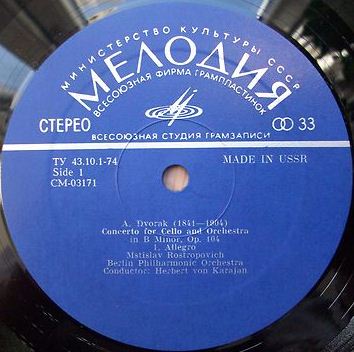 МИНИСТЕРСТВО КУЛЬТУРЫ СССР
МЕЛОДИЯ
ВСЕСОЮЗНАЯ ФИРМА ГРАМПЛАСТИНОК
СТЕРЕО
33
ВСЕСОЮЗНАЯ СТУДИЯ ГРАМЗАПИСИ
ТУ 43.10.1-74
MADE IN USSR
Side 1
СМ-03171
A. Dvorak (1841—1904)
Concerto for Cello and Orchestra
in B Minor, Op. 104
1. Allegro
Mstislav Rostropovich
Berlin Philharmonic Orchestra
Conductor: Herbert von Karajan